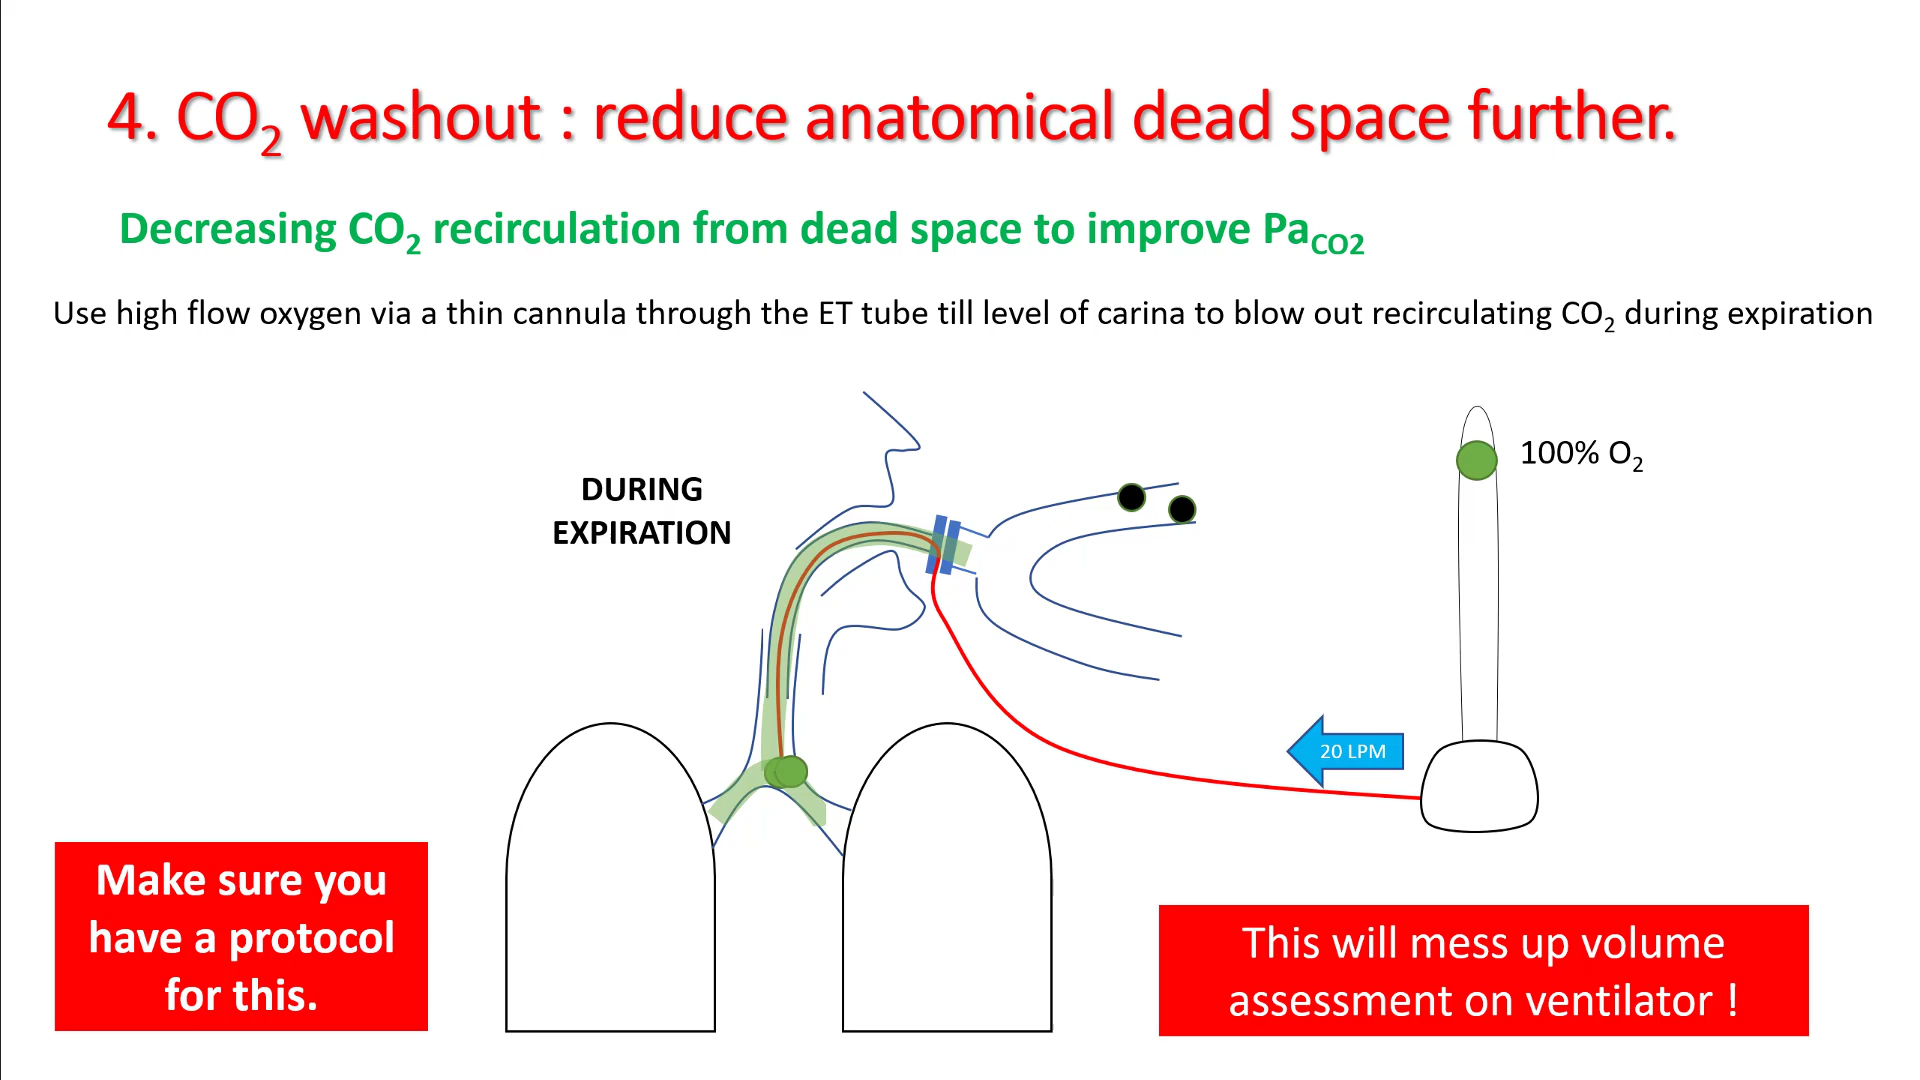 4. CO2 washout : reduce anatomical dead space further.
Decreasing CO2 recirculation from dead space to improve PaCO2
Use high flow oxygen via a thin cannula through the ET tube till level of carina to blow out recirculating CO2 during expiration
DURING
EXPIRATION
100% O2
20 LPM
Make sure you
have a protocol
for this.
This will mess up volume
assessment on ventilator !